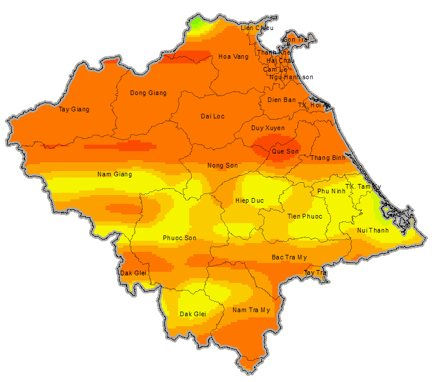 Lien Chieu
Son Tra
Thanh Khe
Hoa Vang
Hai Chau
Cam Le
Ngu Hanh son
Dong Giang
Dien Ban
TK. Hoi An
Tay Giang
Dai Loc
Duy Xuyen
Que Son
Thang Binh
Nong Son
Nam Giang
TK. Tam Ky
Phu Ninh
Hiep Duc
Tien Phuoc
Nui Thanh
Phuoc Son
Bac Tra My
Dak Glei
Tay Tra
Dak Glei
Nam Tra My